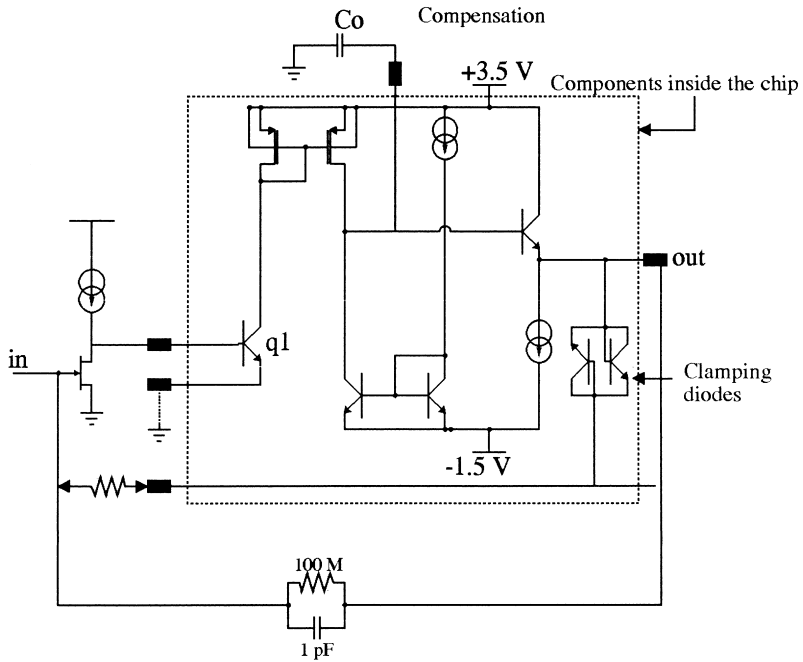 Co
Compensation
+3.5 V
Components inside the chip
out
q1
in
Clamping
diodes
-1.5 V
100 M
1 pF